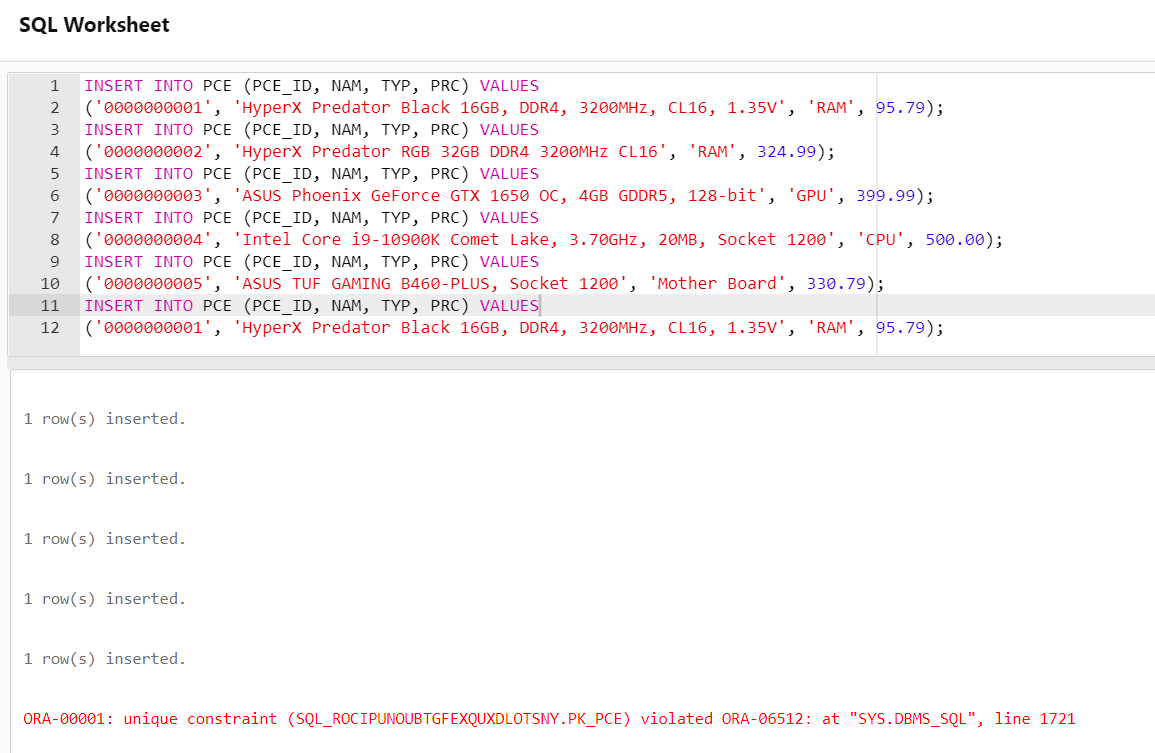 SQL Worksheet
1 INSERT INTO PCE (PCE_ID, NAM, TYP, PRC) VALUES
2 ('0000000001', 'HyperX Predator Black 16GB, DDR4, 3200MHz, CL16, 1.35V', 'RAM', 95.79);
3 INSERT INTO PCE (PCE_ID, NAM, TYP, PRC) VALUES
4 ('0000000002', 'HyperX Predator RGB 32GB DDR4 3200MHz CL16', 'RAM', 324.99);
5 INSERT INTO PCE (PCE_ID, NAM, TYP, PRC) VALUES
6 ('0000000003', 'ASUS Phoenix GeForce GTX 1650 OC, 4GB GDDR5, 128-bit', 'GPU', 399.99);
7 INSERT INTO PCE (PCE_ID, NAM, TYP, PRC) VALUES
8 ('0000000004', 'Intel Core i9-10900K Comet Lake, 3.70GHz, 20MB, Socket 1200', 'CPU', 500.00);
9 INSERT INTO PCE (PCE_ID, NAM, TYP, PRC) VALUES
10 ('0000000005', 'ASUS TUF GAMING B460-PLUS, Socket 1200', 'Mother Board', 330.79);
11 INSERT INTO PCE (PCE_ID, NAM, TYP, PRC) VALUES
12 ('0000000001', 'HyperX Predator Black 16GB, DDR4, 3200MHz, CL16, 1.35V', 'RAM', 95.79);
1 row(s) inserted.
1 row(s) inserted.
1 row(s) inserted.
1 row(s) inserted.
1 row(s) inserted.
ORA-00001: unique constraint (SQL_ROCIPUNOUBTGFEXQUXDLOTSNY.PK_PCE) violated ORA-06512: at "SYS.DBMS_SQL", line 1721